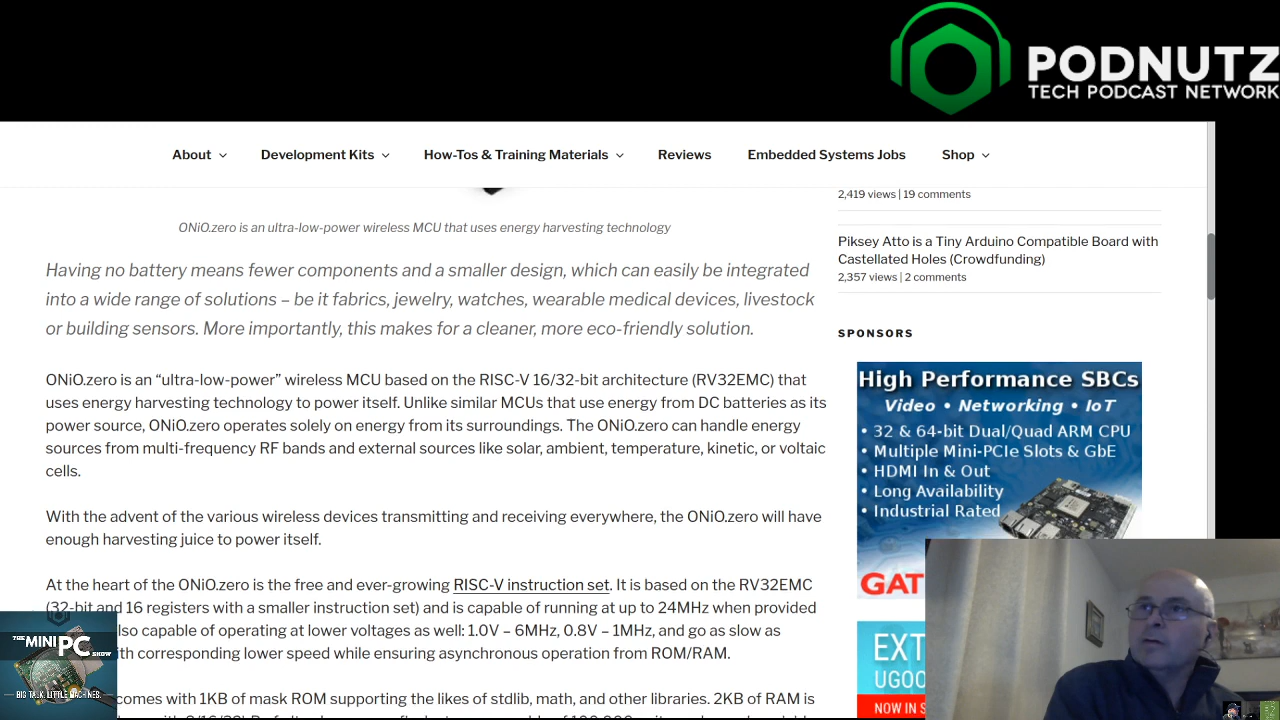 PODNUTZ
TECH PODCAST NETWORK
About
Development Kits
How-Tos & Training Materials
Reviews
Embedded Systems Jobs
Shop
ONiO.zero is an ultra-low-power wireless MCU that uses energy harvesting technology
Having no battery means fewer components and a smaller design, which can easily be integrated
into a wide range of solutions – be it fabrics, jewelry, watches, wearable medical devices, livestock
or building sensors. More importantly, this makes for a cleaner, more eco-friendly solution.
ONiO.zero is an “ultra-low-power” wireless MCU based on the RISC-V 16/32-bit architecture (RV32EMC) that
uses energy harvesting technology to power itself. Unlike similar MCUs that use energy from DC batteries as its
power source, ONiO.zero operates solely on energy from its surroundings. The ONiO.zero can handle energy
sources from multi-frequency RF bands and external sources like solar, ambient, temperature, kinetic, or voltaic
cells.
With the advent of the various wireless devices transmitting and receiving everywhere, the ONiO.zero will have
enough harvesting juice to power itself.
At the heart of the ONiO.zero is the free and ever-growing RISC-V instruction set. It is based on the RV32EMC
(32-bit and 16 registers with a smaller instruction set) and is capable of running at up to 24MHz when provided
also capable of operating at lower voltages as well: 1.0V – 6MHz, 0.8V – 1MHz, and go as slow as
with corresponding lower speed while ensuring asynchronous operation from ROM/RAM.
comes with 1KB of mask ROM supporting the likes of stdlib, math, and other libraries. 2KB of RAM is
2,419 views | 19 comments
Piksey Atto is a Tiny Arduino Compatible Board with
Castellated Holes (Crowdfunding)
2,357 views | 2 comments
SPONSORS
High Performance SBCs
Video • Networking • IoT
• 32 & 64-bit Dual/Quad ARM CPU
• Multiple Mini-PCIe Slots & GbE
• HDMI In & Out
• Long Availability
• Industrial Rated
GAT
EXT
UGOO
NOW IN S
THE MINI PC SHOW
BIG TALK LITTLE MACHINES